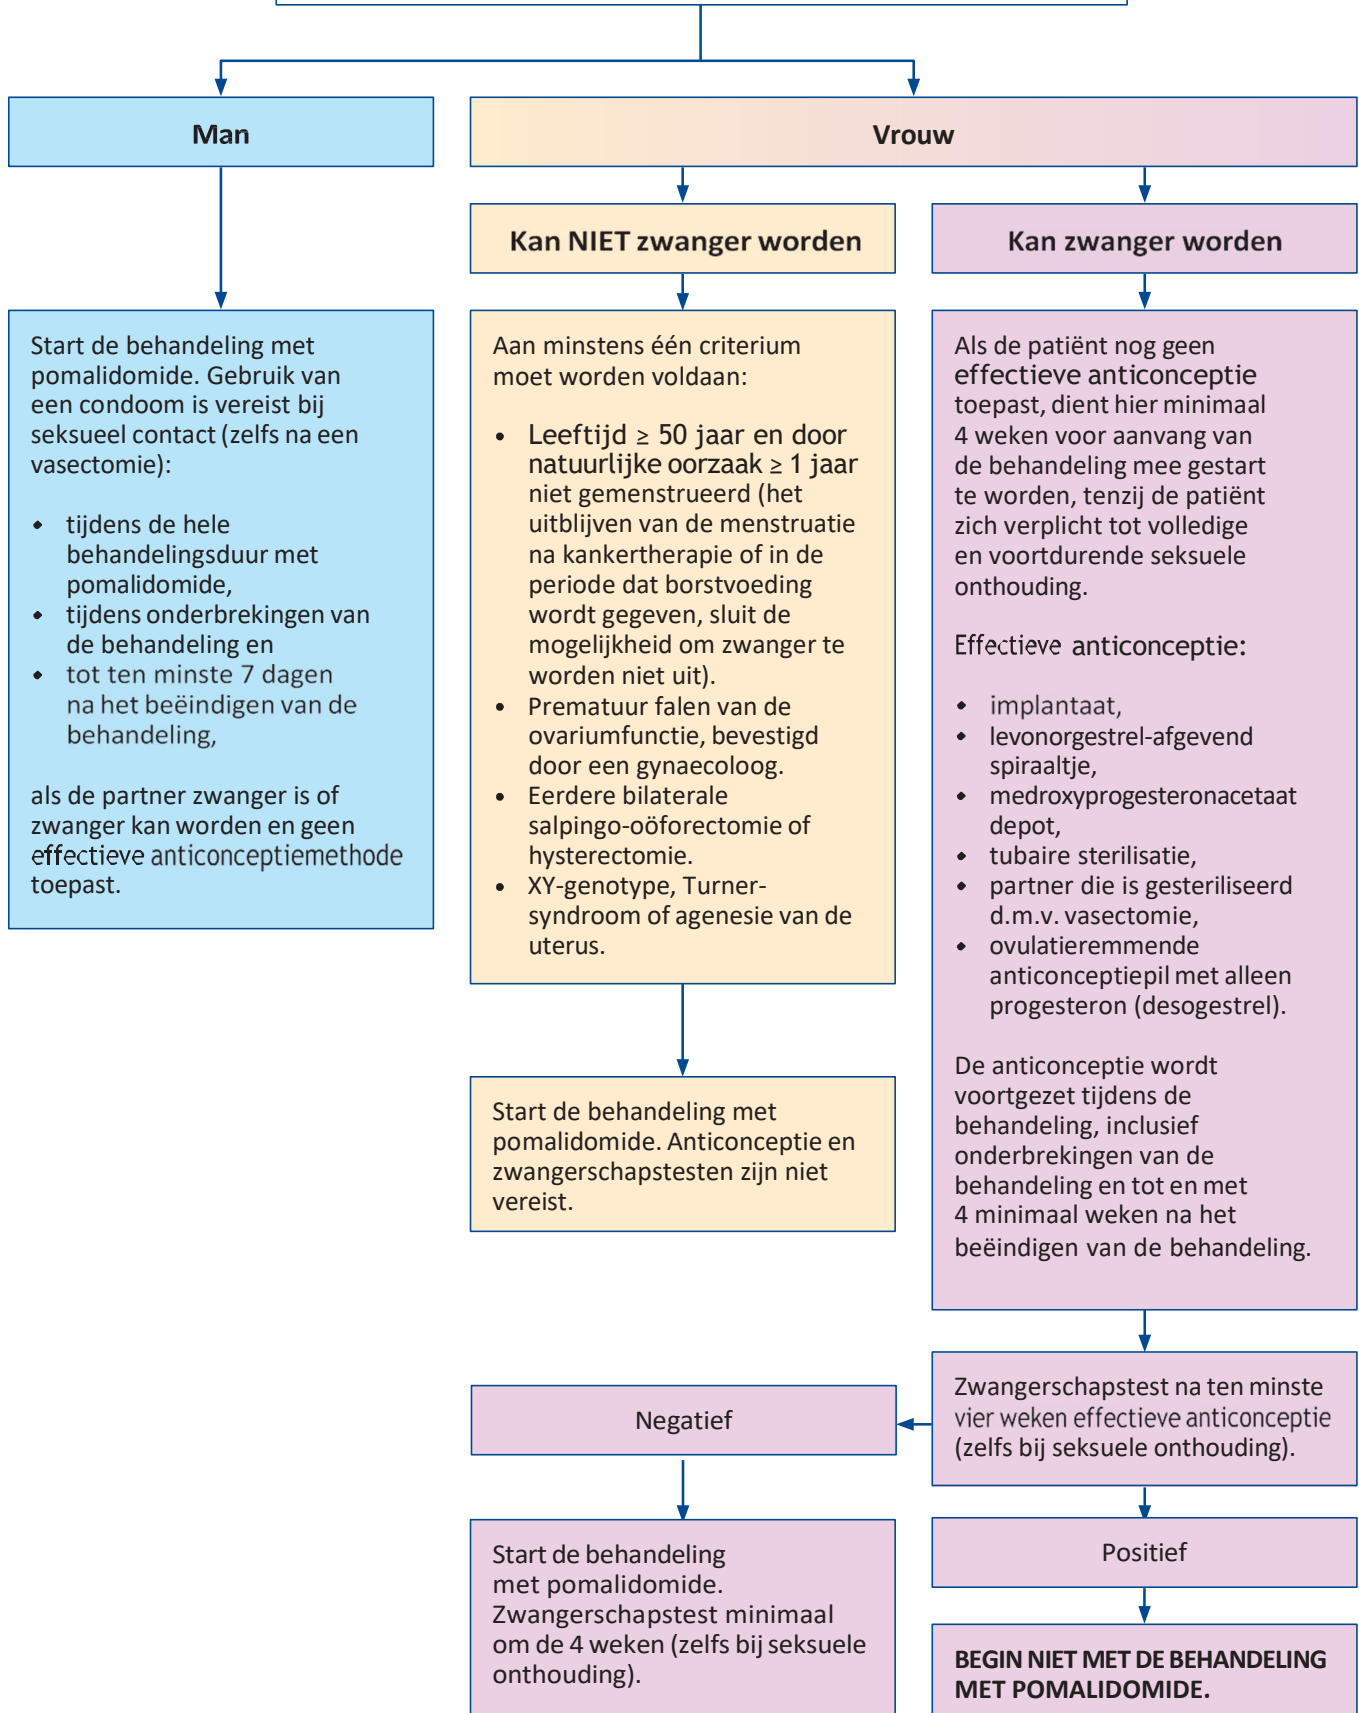 Man
Vrouw
Kan NIET zwanger worden
Kan zwanger worden
Start de behandeling met
pomalidomide. Gebruik van
een condoom is vereist bij
seksueel contact (zelfs na een
vasectomie):
• tijdens de hele
behandelingsduur met
pomalidomide,
• tijdens onderbrekingen van
de behandeling en
• tot ten minste 7 dagen
na het beëindigen van de
behandeling,
als de partner zwanger is of
zwanger kan worden en geen
effectieve anticonceptiemethode
toepast.
Aan minstens één criterium
moet worden voldaan:
• Leeftijd ≥ 50 jaar en door
natuurlijke oorzaak ≥ 1 jaar
niet gemenstrueerd (het
uitblijven van de menstruatie
na kankertherapie of in de
periode dat borstvoeding
wordt gegeven, sluit de
mogelijkheid om zwanger te
worden niet uit).
• Prematuur falen van de
ovariumfunctie, bevestigd
door een gynaecoloog.
• Eerdere bilaterale
salpingo-oöforectomie of
hysterectomie.
• XY-genotype, Turner-
syndroom of agenesie van de
uterus.
Start de behandeling met
pomalidomide. Anticonceptie en
zwangerschapstesten zijn niet
vereist.
Als de patiënt nog geen
effectieve anticonceptie
toepast, dient hier minimaal
4 weken voor aanvang van
de behandeling mee gestart
te worden, tenzij de patiënt
zich verplicht tot volledige
en voortdurende seksuele
onthouding.
Effectieve anticonceptie:
• implantaat,
• levonorgestrel-afgevend
spiraaltje,
• medroxyprogesteronacetaat
depot,
• tubaire sterilisatie,
• partner die is gesteriliseerd
d.m.v. vasectomie,
• ovulatieremmende
anticonceptiepil met alleen
progesteron (desogestrel).
De anticonceptie wordt
voortgezet tijdens de
behandeling, inclusief
onderbrekingen van de
behandeling en tot en met
4 minimaal weken na het
beëindigen van de behandeling.
Zwangerschapstest na ten minste
vier weken effectieve anticonceptie
(zelfs bij seksuele onthouding).
Negatief
Start de behandeling
met pomalidomide.
Zwangerschapstest minimaal
om de 4 weken (zelfs bij seksuele
onthouding).
Positief
BEGIN NIET MET DE BEHANDELING
MET POMALIDOMIDE.